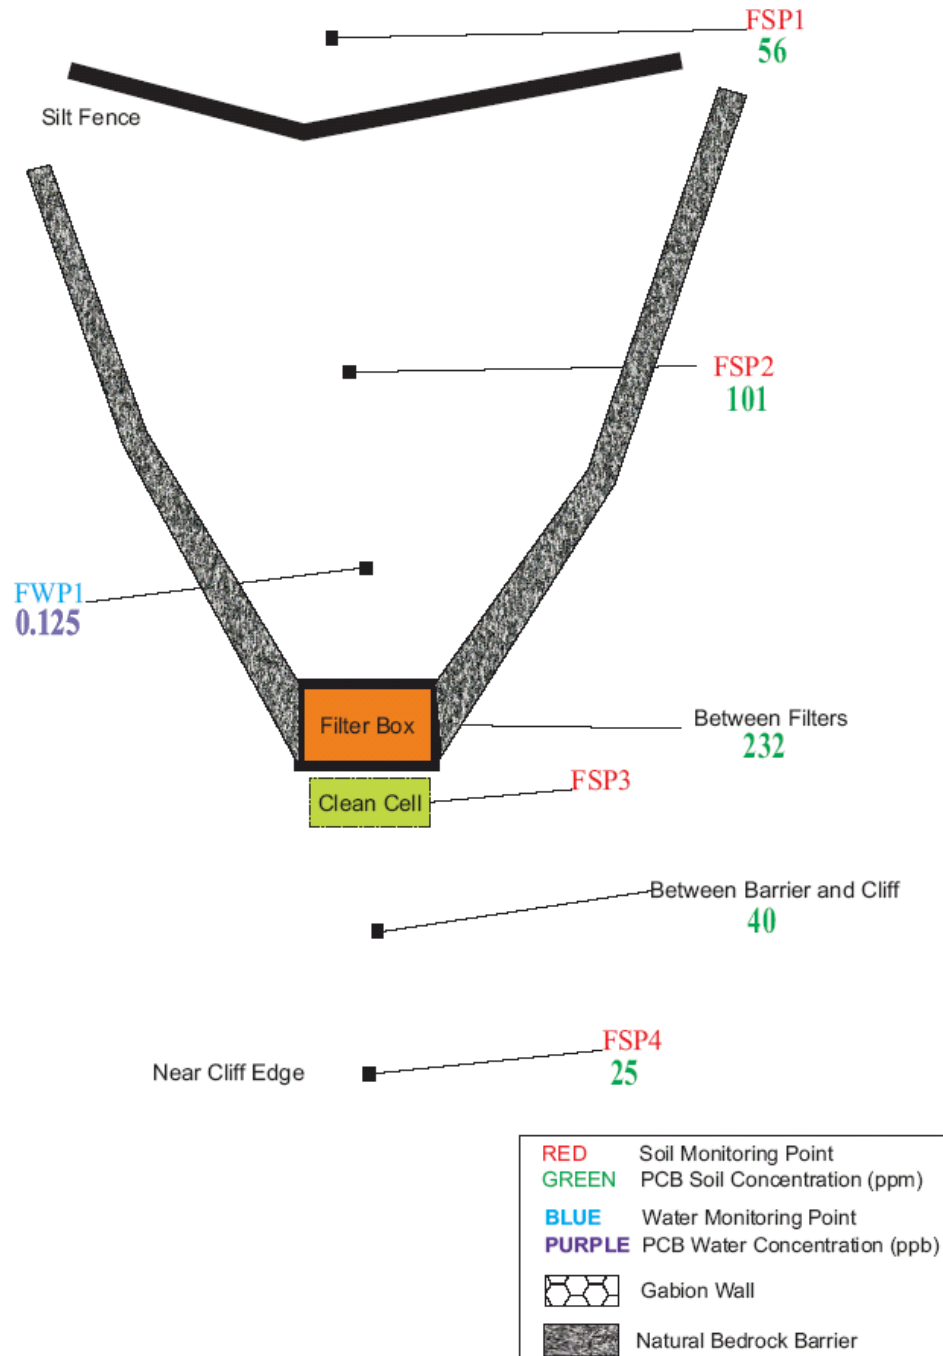 FSP1
56
Silt Fence
FSP2
101
FWP1
0.125
Filter Box
Between Filters
232
FSP3
Clean Cell
Between Barrier and Cliff
40
FSP4
Near Cliff Edge
25
RED Soil Monitoring Point
GREEN PCB Soil Concentration (ppm)
BLUE Water Monitoring Point
PURPLE PCB Water Concentration (ppb)
Gabion Wall
Natural Bedrock Barrier